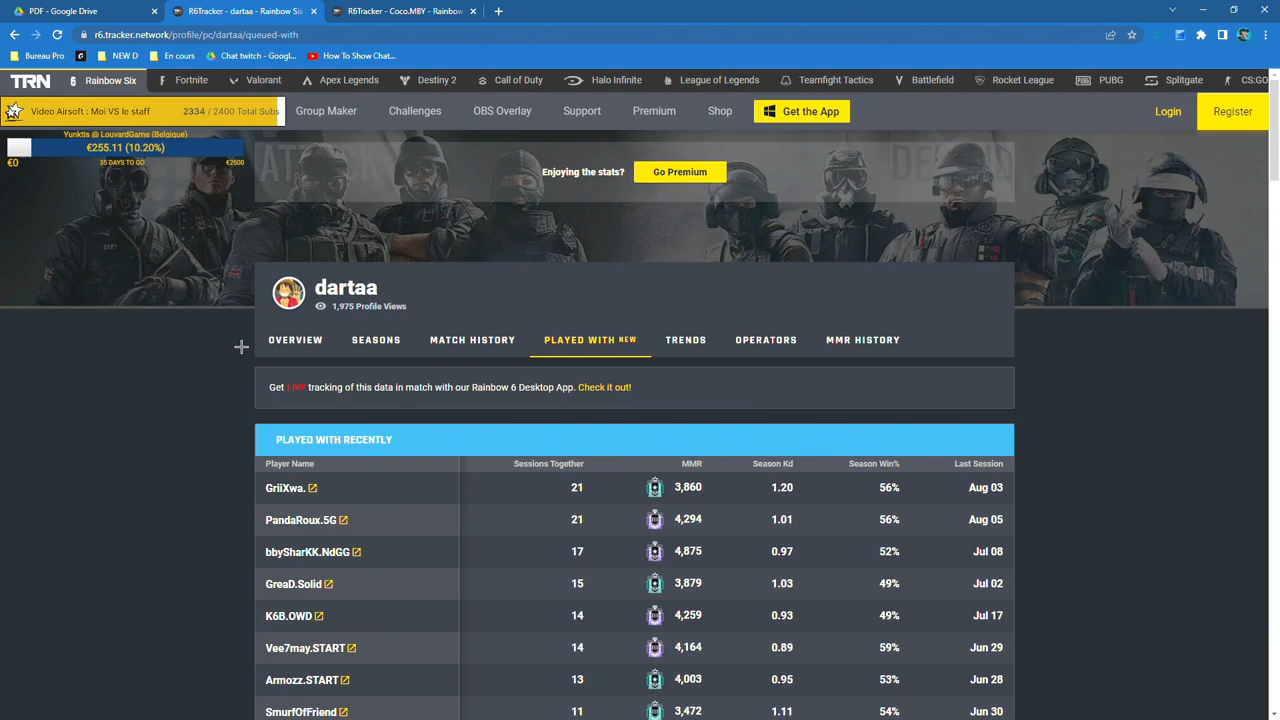 PDF - Google Drive
R6Tracker - dartaa - Rainbow Six
R6Tracker - Coco.MBY - Rainbow
r6.tracker.network/profile/pc/dartaa/queued-with
Bureau Pro NEW D En cours Chat twitch - Googl... How To Show Chat...
TRN Rainbow Six Fortnite Valorant Apex Legends Destiny 2 Call of Duty Halo Infinite League of Legends Teamfight Tactics Battlefield Rocket League PUBG Splitgate CS:GO
Video Airsoft : Moi VS le staff 2334 / 2400 Total Subs
Group Maker Challenges OBS Overlay Support Premium Shop Get the App Login Register
Yunktis @ LouvardGame (Belgique)
€255.11 (10.20%)
€0 35 DAYS TO GO €2500
ATTACK DEFEND
Enjoying the stats? Go Premium
dartaa
1,975 Profile Views
OVERVIEW SEASONS MATCH HISTORY PLAYED WITH NEW TRENDS OPERATORS MMR HISTORY
Get LIVE tracking of this data in match with our Rainbow 6 Desktop App. Check it out!
PLAYED WITH RECENTLY
Player Name Sessions Together MMR Season Kd Season Win% Last Session
GriiXwa. 21 3,860 1.20 56% Aug 03
PandaRoux.5G 21 4,294 1.01 56% Aug 05
bbySharKK.NdGG 17 4,875 0.97 52% Jul 08
GreaD.Solid 15 3,879 1.03 49% Jul 02
K6B.OWD 14 4,259 0.93 49% Jul 17
Vee7may.START 14 4,164 0.89 59% Jun 29
Armozz.START 13 4,003 0.95 53% Jun 28
SmurfOfFriend 11 3,472 1.11 54% Jun 30